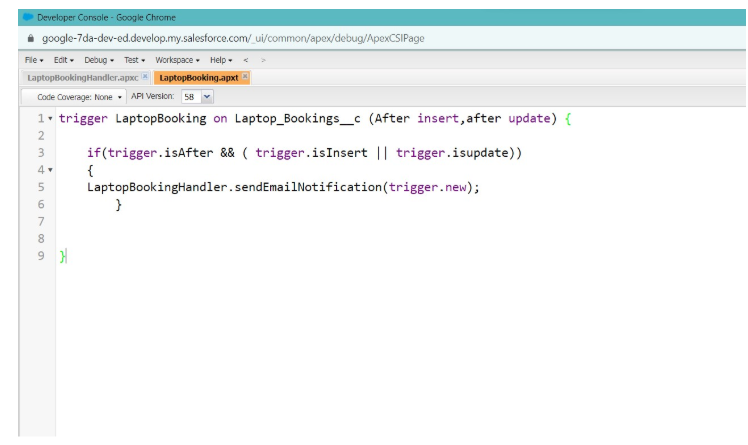 Developer Console - Google Chrome
google-7da-dev-ed.develop.my.salesforce.com/_ui/common/apex/debug/ApexCSIPage
File Edit Debug Test Workspace Help < >
LaptopBookingHandler.apxc LaptopBooking.apxt
Code Coverage: None API Version: 58
1 trigger LaptopBooking on Laptop_Bookings__c (After insert,after update) {
2
3 if(trigger.isAfter && ( trigger.isInsert || trigger.isupdate))
4 {
5 LaptopBookingHandler.sendEmailNotification(trigger.new);
6 }
7
8
9 }